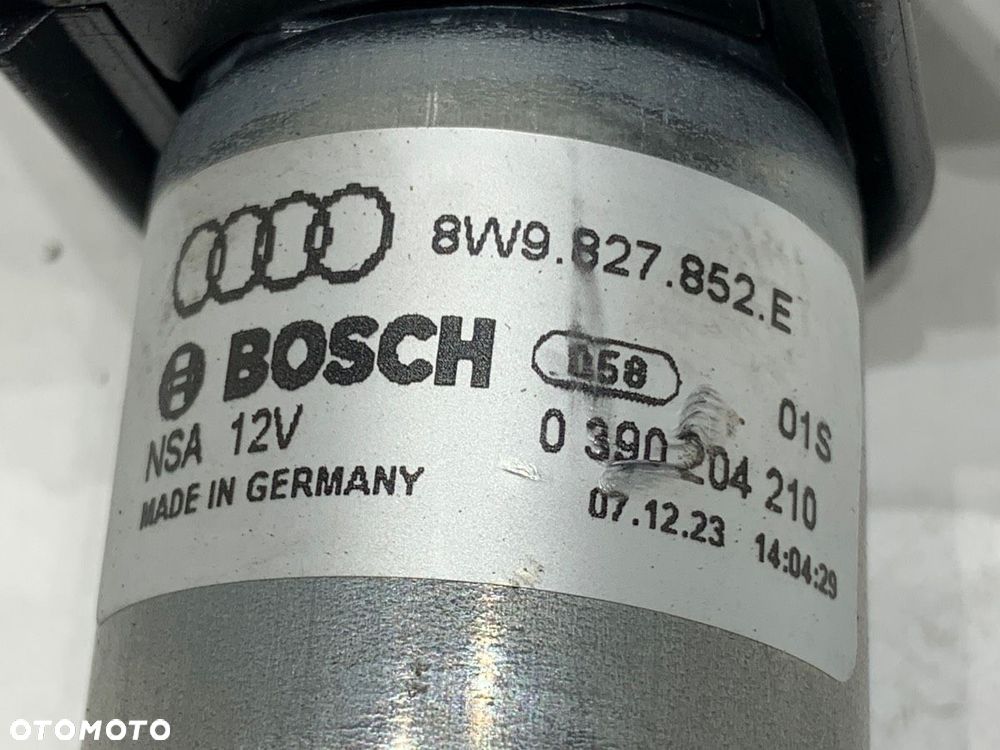 8W9.827.852.E
BOSCH
058
01S
NSA 12V
0 390 204 210
MADE IN GERMANY
07.12.23 14:04:29
OTOMOTO